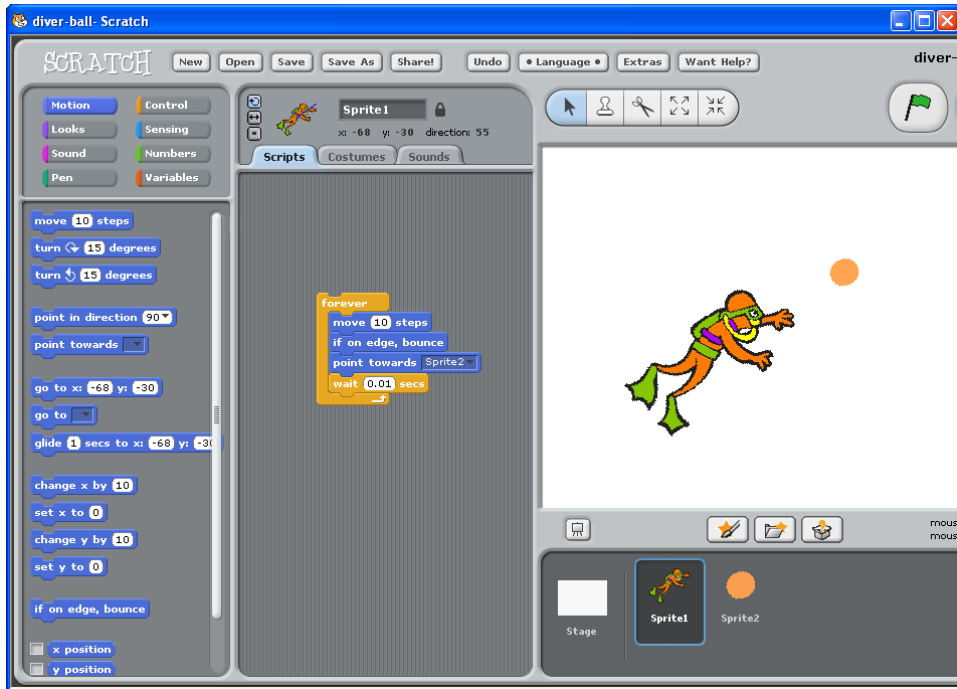 diver-ball- Scratch
SCRATCH
New Open Save Save As Share! Undo • Language • Extras Want Help?
diver-
Motion Control
Looks Sensing
Sound Numbers
Pen Variables
Sprite1
x: -68 y: -30 direction: 55
Scripts Costumes Sounds
move 10 steps
turn 15 degrees
turn 15 degrees
point in direction 90
point towards
go to x: -68 y: -30
go to
glide 1 secs to x: -68 y: -30
change x by 10
set x to 0
change y by 10
set y to 0
if on edge, bounce
x position
y position
forever
move 10 steps
if on edge, bounce
point towards Sprite2
wait 0.01 secs
mous
mous
Stage
Sprite1
Sprite2